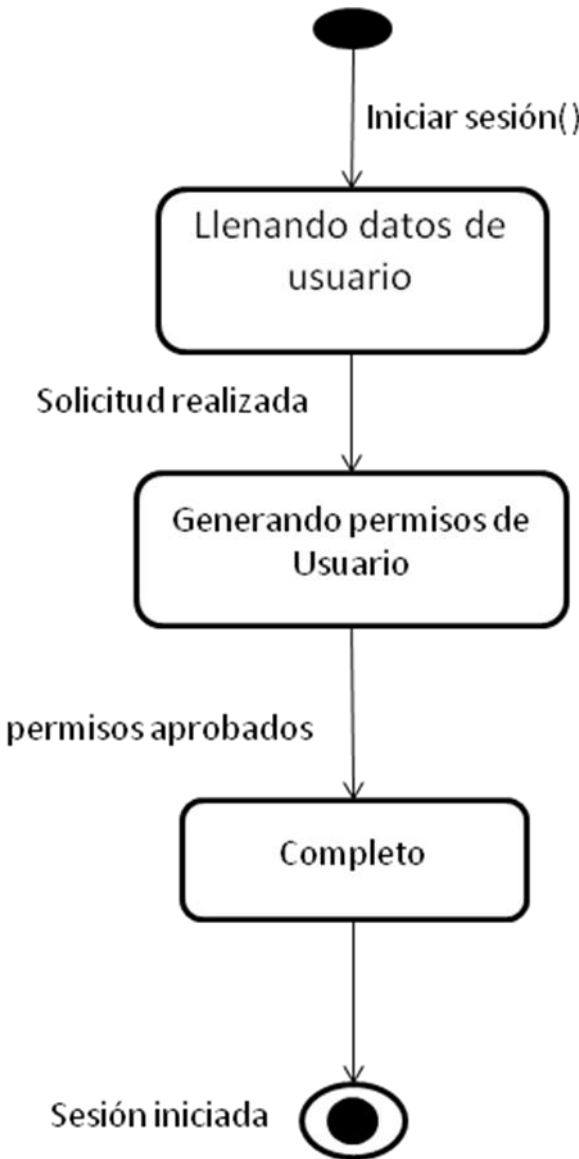 Iniciar sesión()
Llenando datos de
usuario
Solicitud realizada
Generando permisos de
Usuario
permisos aprobados
Completo
Sesión iniciada